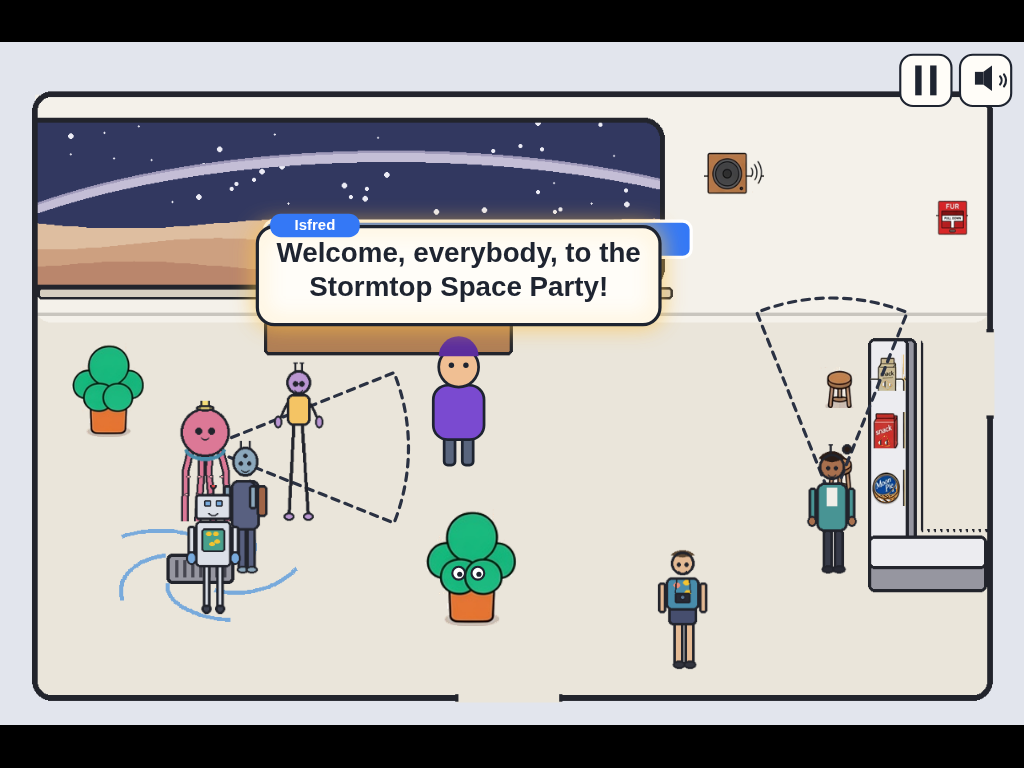 FUR
Isfred
Welcome, everybody, to the
Stormtop Space Party!
snack
Moon
Pie